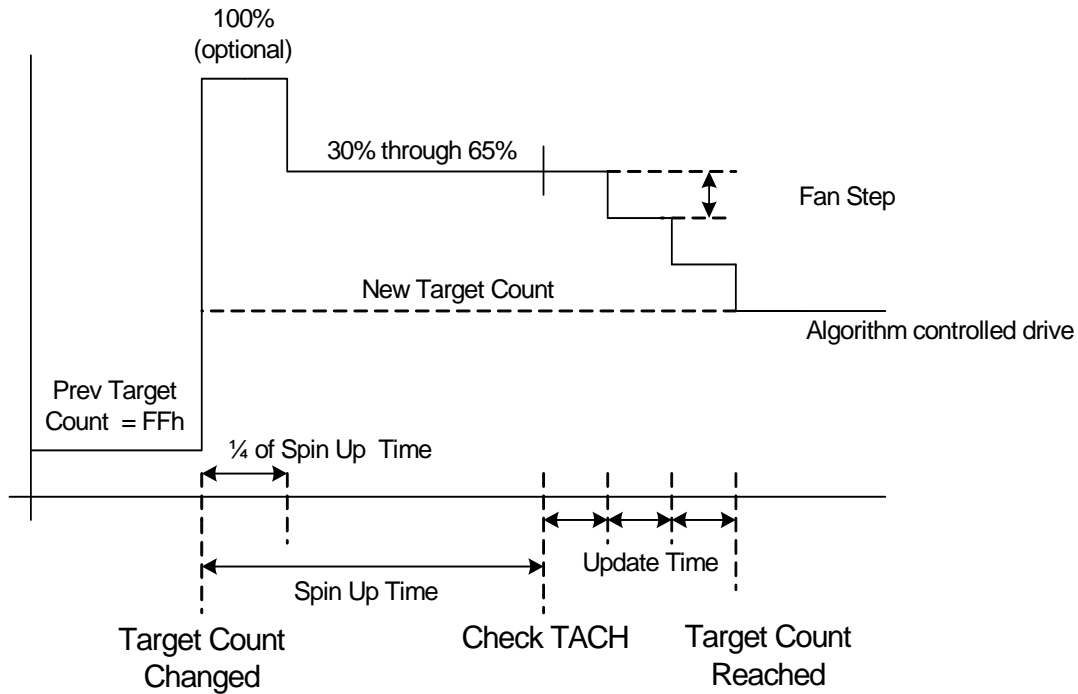 100%
(optional)
30% through 65%
Fan Step
New Target Count
Algorithm controlled drive
Prev Target
Count = FFh
¼ of Spin Up Time
Update Time
Spin Up Time
Target Count
Changed
Check TACH
Target Count
Reached